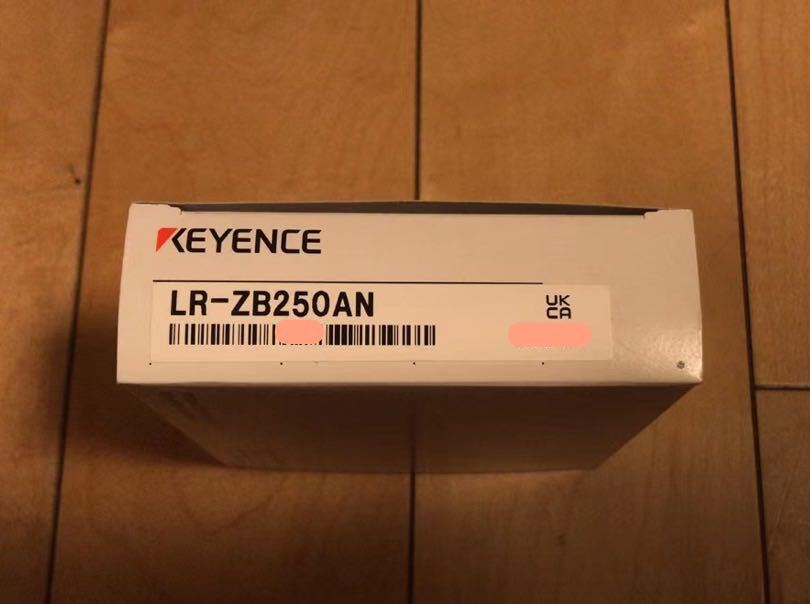 KEYENCE
LR-ZB250AN
UK
CA